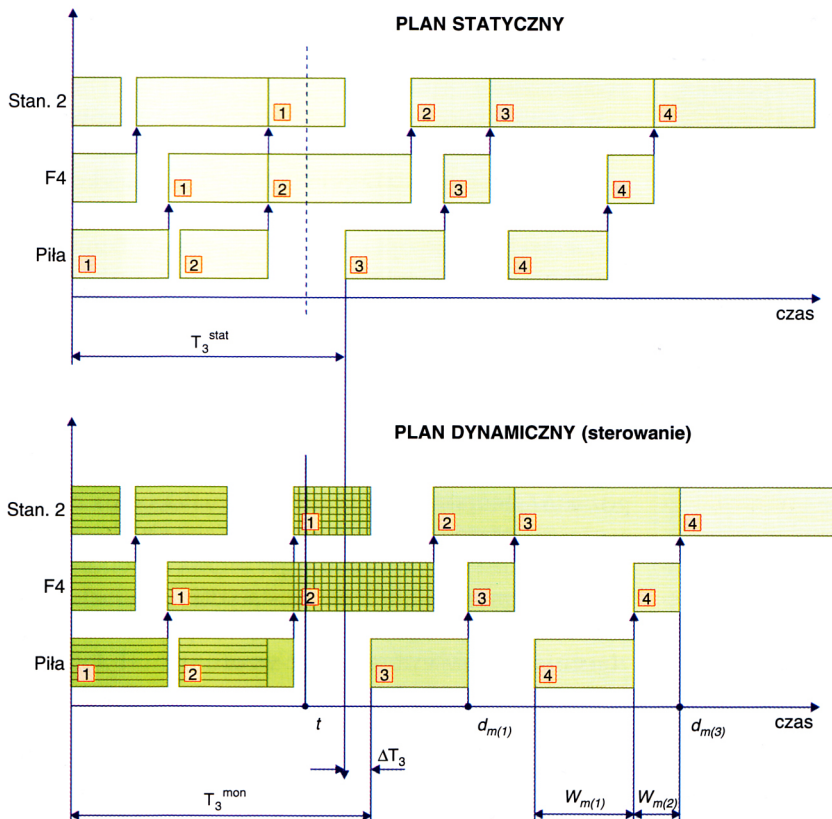 PLAN STATYCZNY
Stan. 2
1
2
3
4
F4
1
2
3
4
Piła
1
2
3
4
czas
T₃ˢᵗᵃᵗ
PLAN DYNAMICZNY (sterowanie)
Stan. 2
1
2
3
4
F4
1
2
3
4
Piła
1
2
3
4
t
dₘ₍₁₎
dₘ₍₃₎
czas
ΔT₃
T₃ᵐᵒⁿ
Wₘ₍₁₎
Wₘ₍₂₎